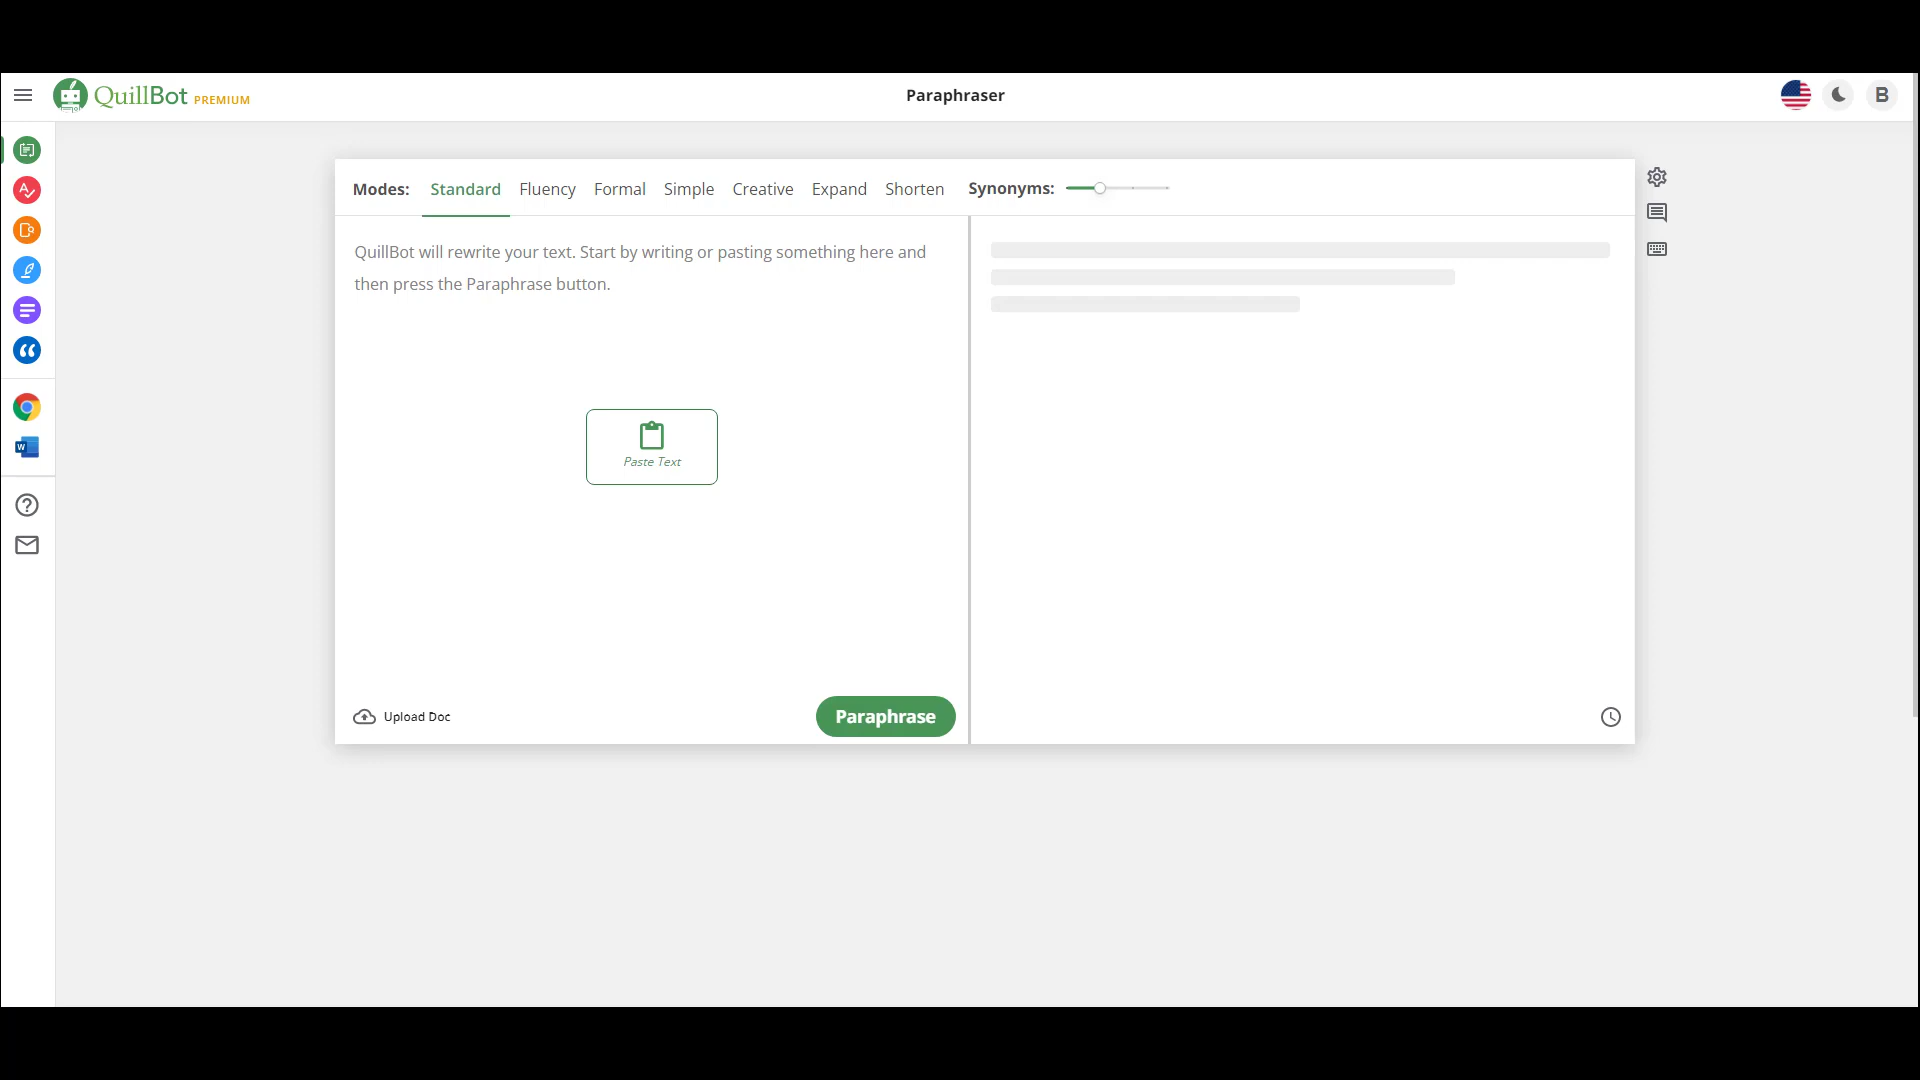 QuillBot PREMIUM
Paraphraser
B
Modes: Standard Fluency Formal Simple Creative Expand Shorten Synonyms:
QuillBot will rewrite your text. Start by writing or pasting something here and
then press the Paraphrase button.
Paste Text
W
Upload Doc
Paraphrase